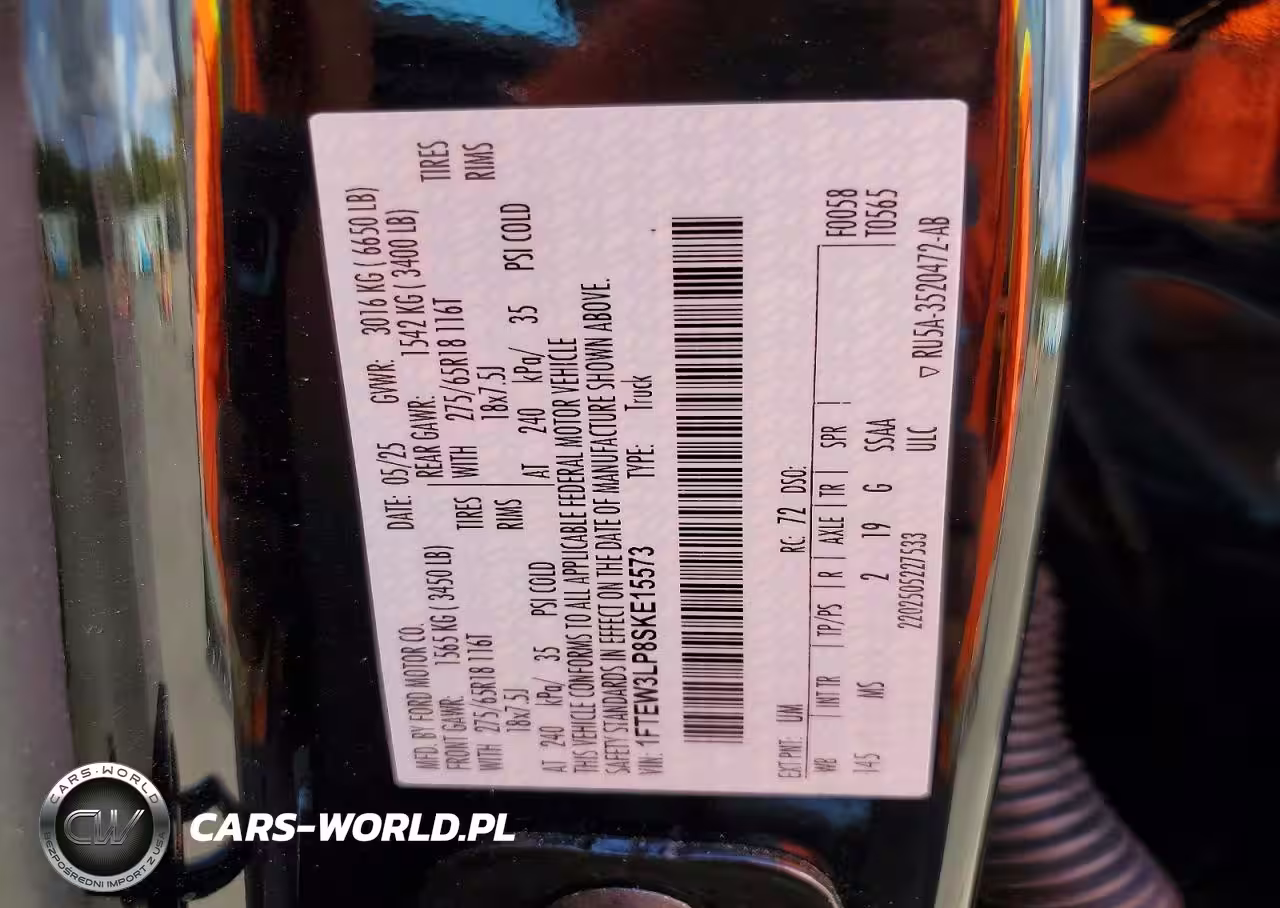 MFD. BY FORD MOTOR CO. DATE: 05/25 GWR: 3016 KG ( 6650 LB)
FRONT GAWR: 1565 KG ( 3450 LB) REAR GAWR: 1542 KG ( 3400 LB)
WITH 275/65R18 116T TIRES WITH 275/65R18 116T TIRES
18x7.5J RIMS 18x7.5J RIMS
AT 240 kPa/ 35 PSI COLD AT 240 kPa/ 35 PSI COLD
THIS VEHICLE CONFORMS TO ALL APPLICABLE FEDERAL MOTOR VEHICLE
SAFETY STANDARDS IN EFFECT ON THE DATE OF MANUFACTURE SHOWN ABOVE.
VIN: 1FTEW3LP8SKE15573 TYPE: Truck
EXT PNT: UM RC: 72 DSO:
WB INT TR TP/PS R AXLE TR SPR F0058
145 MS 2 19 G SSAA T0565
2202505227533 ULC ▽ RU5A-3520472-AB
CARS-WORLD
CW
BEZPOŚREDNI IMPORT Z USA
CARS-WORLD.PL